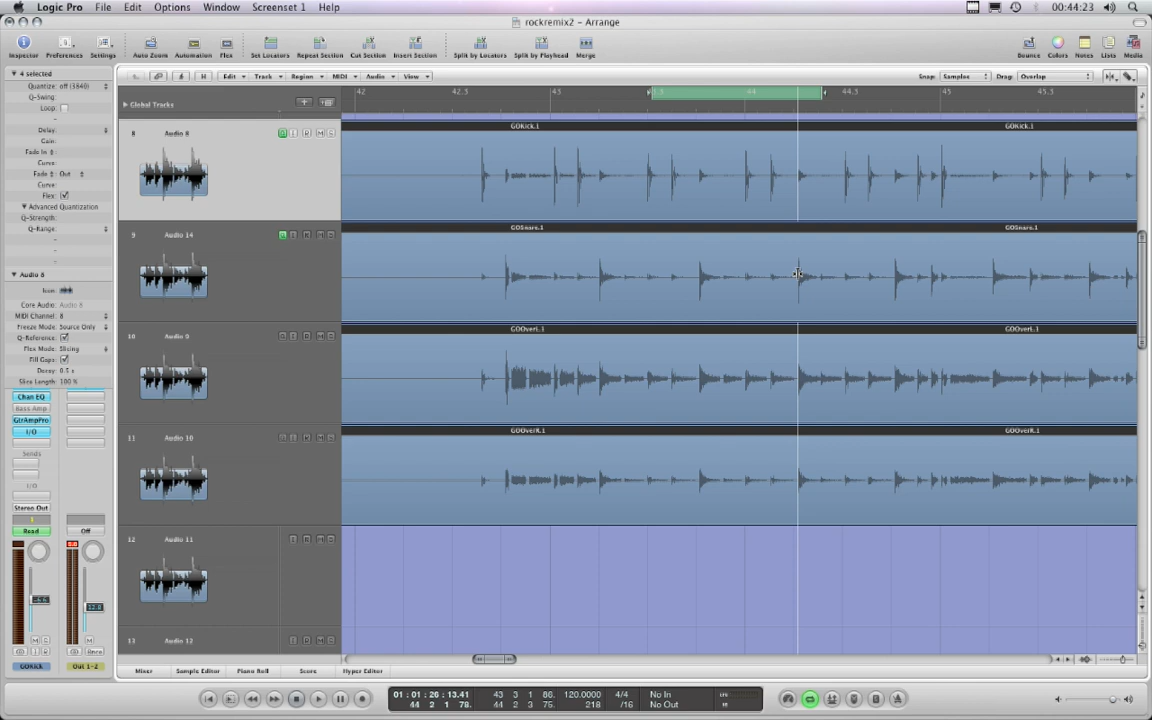 Logic Pro File Edit Options Window Screenset 1 Help 00:44:23
rockremix2 - Arrange
Inspector Preferences Settings Auto Zoom Automation Flex Set Locators Repeat Section Cut Section Insert Section Split by Locators Split by Playhead Merge Bounce Colors Notes Lists Media
4 selected Edit Track Region MIDI Audio View Snap: Samples Drag: Overlap
Quantize: off (3840)
Q-Swing:
Loop:
Delay:
Gain:
Fade In
Curve:
Fade Out
Curve:
Flex:
Advanced Quantization
Q-Strength:
Q-Range:
Audio 8
Icon:
Core Audio: Audio 8
MIDI Channel: 8
Freeze Mode: Source Only
Q-Reference:
Flex Mode: Slicing
Fill Gaps:
Decay: 0.5 s
Slice Length: 100 %
Chan EQ
Bass Amp
GtrAmpPro
I/O
Sends
I/O
Stereo Out
Read Off
M S M
I R Bnce
GOKick Out 1-2
Global Tracks
42 42.3 43 44 44.3 45 45.3
8 Audio 8 I R M S GOKick.1 GOKick.1
9 Audio 14 I R M S GOSnare.1 GOSnare.1
10 Audio 9 I R M S GOOverL.1 GOOverL.1
11 Audio 10 I R M S GOOverR.1 GOOverR.1
12 Audio 11 I R M S
13 Audio 12 I R M S
Mixer Sample Editor Piano Roll Score Hyper Editor
01 : 01 : 26 : 13.41 43 3 1 86. 120.0000 4/4 No In
44 2 1 78. 44 2 3 75. 218 /16 No Out